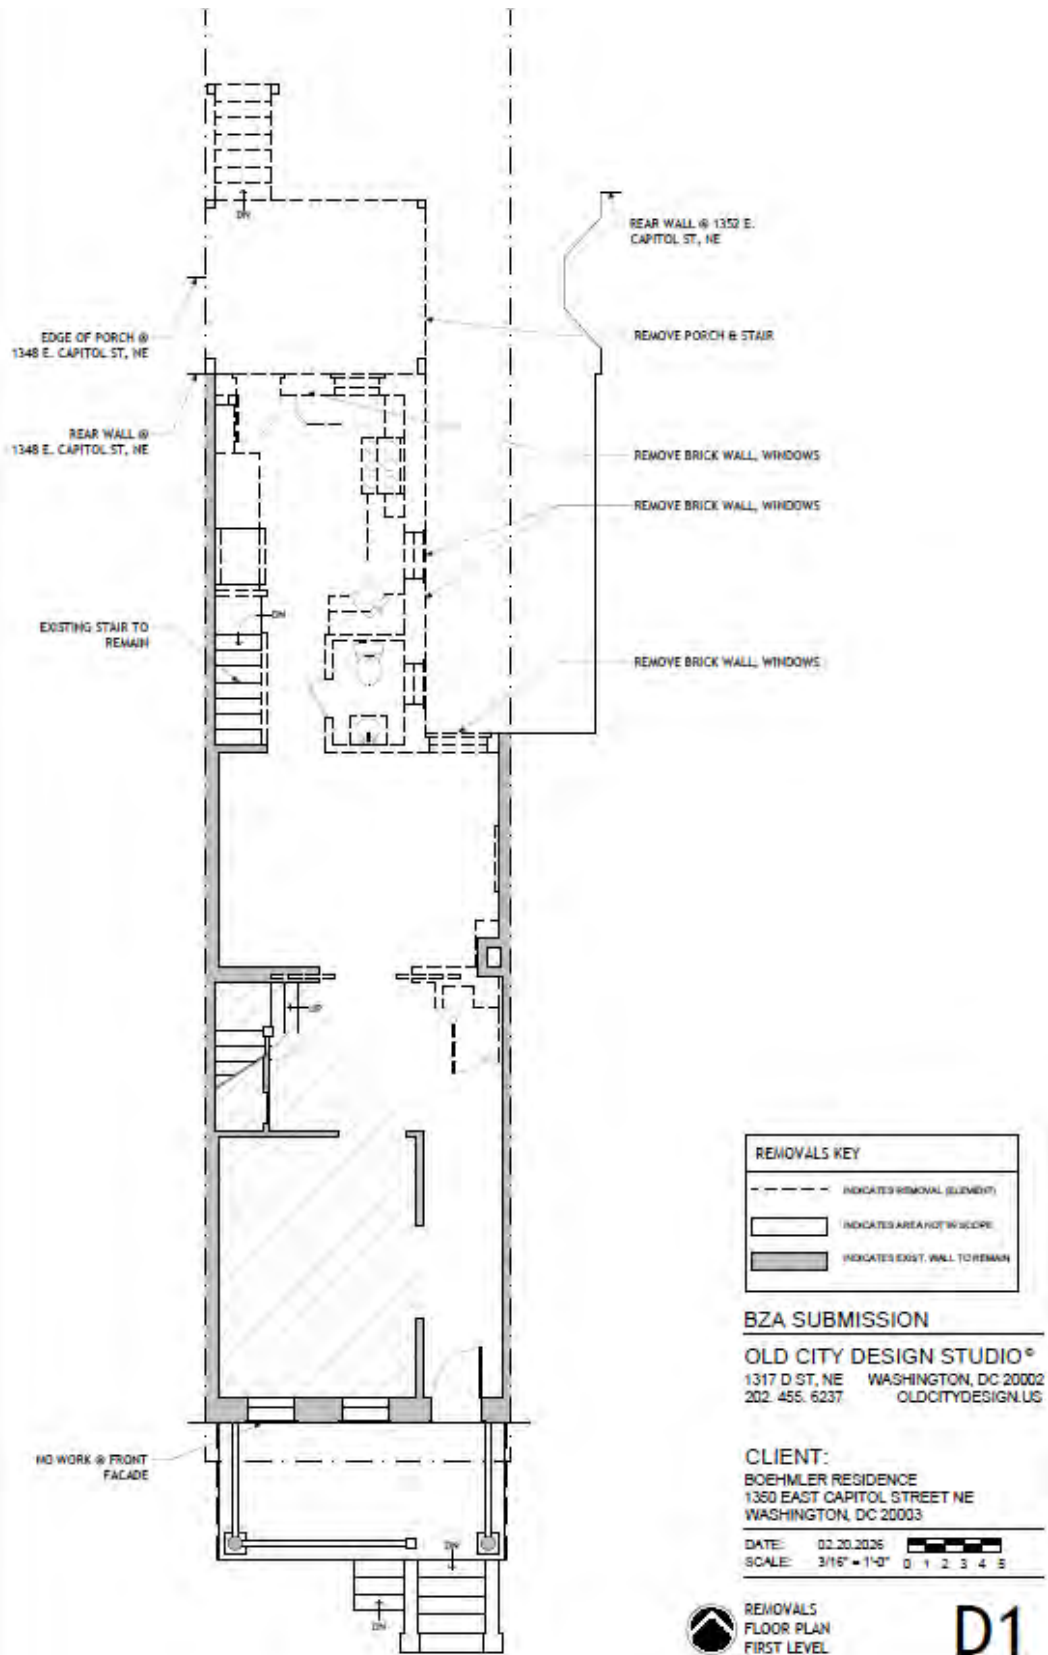 DN
REAR WALL @ 1352 E.
CAPITOL ST, NE
EDGE OF PORCH @
1348 E. CAPITOL ST, NE
REMOVE PORCH & STAIR
REAR WALL @
1348 E. CAPITOL ST, NE
REMOVE BRICK WALL, WINDOWS
REMOVE BRICK WALL, WINDOWS
DN
EXISTING STAIR TO
REMAIN
REMOVE BRICK WALL, WINDOWS
UP
REMOVALS KEY
INDICATES REMOVAL (ELEMENT)
INDICATES AREA NOT IN SCOPE
INDICATES EXIST. WALL TO REMAIN
BZA SUBMISSION
OLD CITY DESIGN STUDIO®
1317 D ST, NE WASHINGTON, DC 20002
202. 455. 6237 OLDCITYDESIGN.US
NO WORK @ FRONT
FACADE
CLIENT:
BOEHMLER RESIDENCE
1350 EAST CAPITOL STREET NE
WASHINGTON, DC 20003
DATE: 02.20.2026
SCALE: 3/16" = 1'-0" 0 1 2 3 4 5
DN
DN
REMOVALS
FLOOR PLAN
FIRST LEVEL
D1